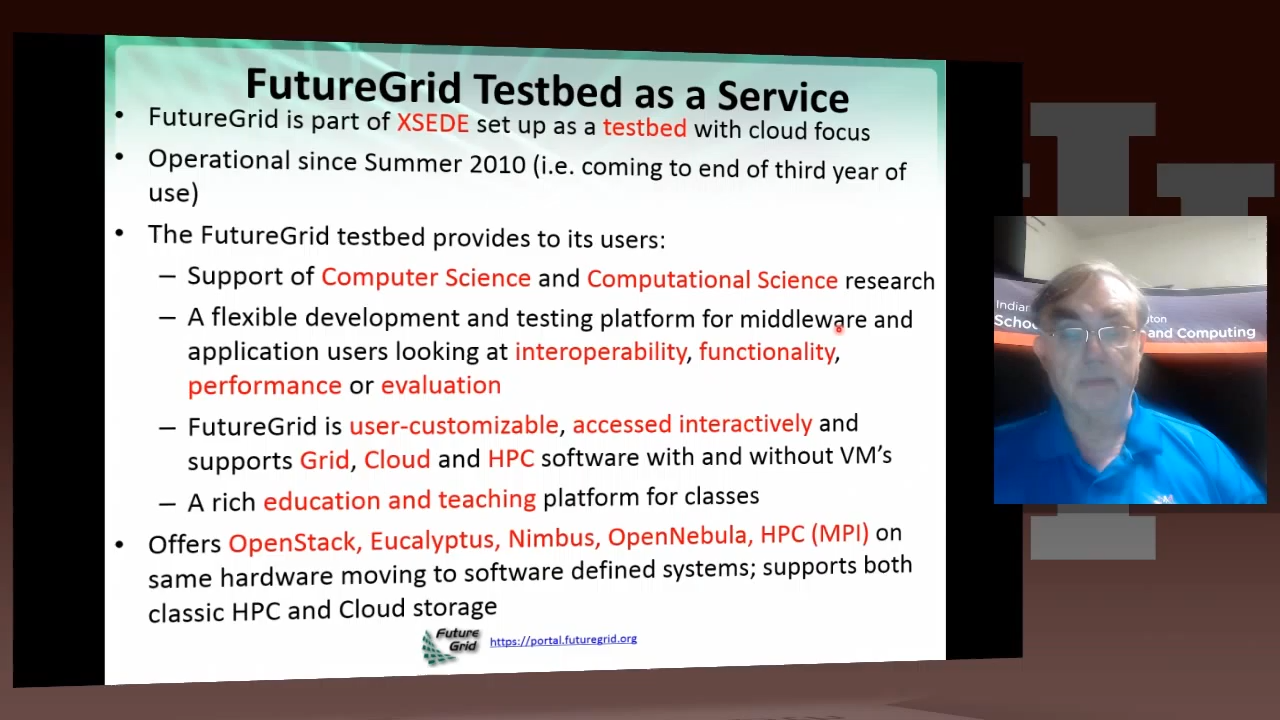 FutureGrid Testbed as a Service
• FutureGrid is part of XSEDE set up as a testbed with cloud focus
• Operational since Summer 2010 (i.e. coming to end of third year of
use)
• The FutureGrid testbed provides to its users:
– Support of Computer Science and Computational Science research
– A flexible development and testing platform for middleware and
application users looking at interoperability, functionality,
performance or evaluation
– FutureGrid is user-customizable, accessed interactively and
supports Grid, Cloud and HPC software with and without VM's
– A rich education and teaching platform for classes
• Offers OpenStack, Eucalyptus, Nimbus, OpenNebula, HPC (MPI) on
same hardware moving to software defined systems; supports both
classic HPC and Cloud storage
Future
Grid
https://portal.futuregrid.org
and Computing